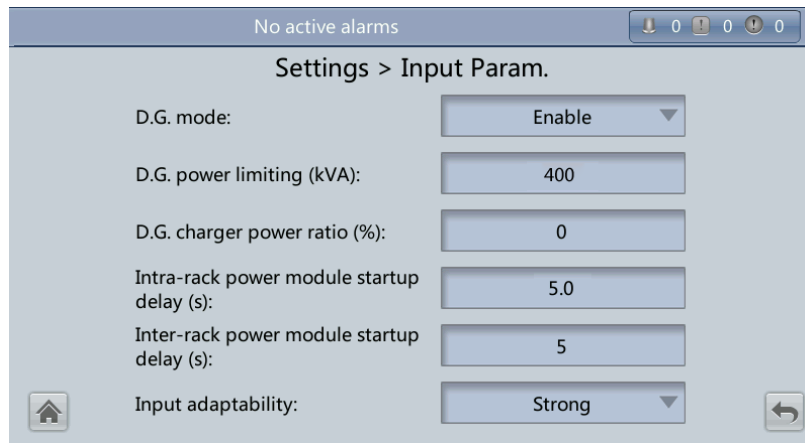 No active alarms
0 0 0
Settings > Input Param.
D.G. mode: Enable
D.G. power limiting (kVA): 400
D.G. charger power ratio (%): 0
Intra-rack power module startup
delay (s): 5.0
Inter-rack power module startup
delay (s): 5
Input adaptability: Strong